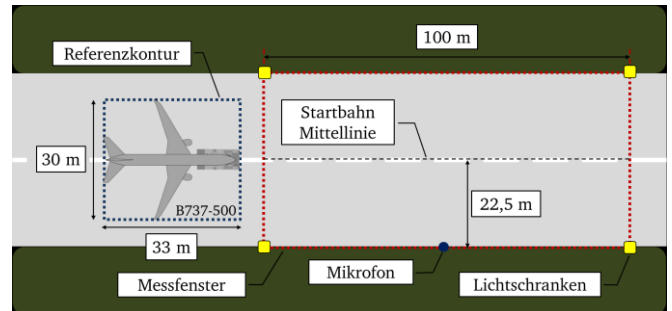 100 m
Referenzkontur
Startbahn
Mittellinie
30 m
B737-500
22,5 m
33 m
Mikrofon
Messfenster
Lichtschranken